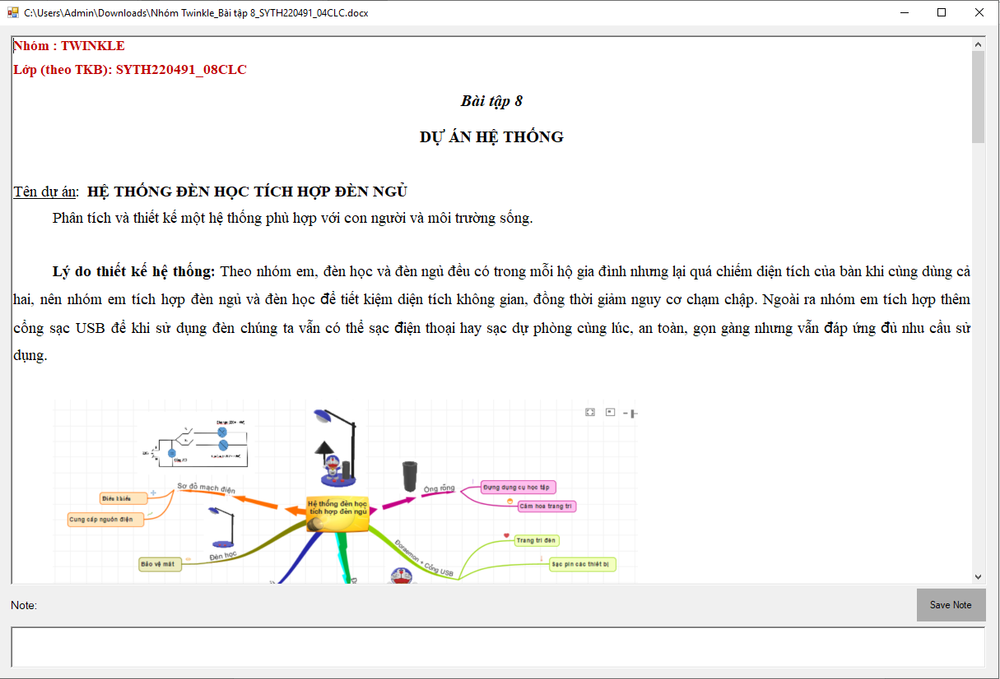 C:\Users\Admin\Downloads\Nhóm Twinkle_Bài tập 8_SYTH220491_04CLC.docx
Nhóm : TWINKLE
Lớp (theo TKB): SYTH220491_08CLC
Bài tập 8
DỰ ÁN HỆ THỐNG
Tên dự án: HỆ THỐNG ĐÈN HỌC TÍCH HỢP ĐÈN NGỦ
Phân tích và thiết kế một hệ thống phù hợp với con người và môi trường sống.
Lý do thiết kế hệ thống: Theo nhóm em, đèn học và đèn ngủ đều có trong mỗi hộ gia đình nhưng lại quá chiếm diện tích của bàn khi cùng dùng cả
hai, nên nhóm em tích hợp đèn ngủ và đèn học để tiết kiệm diện tích không gian, đồng thời giảm nguy cơ chạm chập. Ngoài ra nhóm em tích hợp thêm
cổng sạc USB để khi sử dụng đèn chúng ta vẫn có thể sạc điện thoại hay sạc dự phòng cùng lúc, an toàn, gọn gàng nhưng vẫn đáp ứng đủ nhu cầu sử
dụng.
Sơ đồ mạch điện
Điều khiển
Cung cấp nguồn điện
Hệ thống đèn học
tích hợp đèn ngủ
Ống rỗng
Đựng dụng cụ học tập
Cắm hoa trang trí
Đèn học
Bảo vệ mắt
Doraemon + Cổng USB
Trang trí đèn
Sạc pin các thiết bị
Note:
Save Note